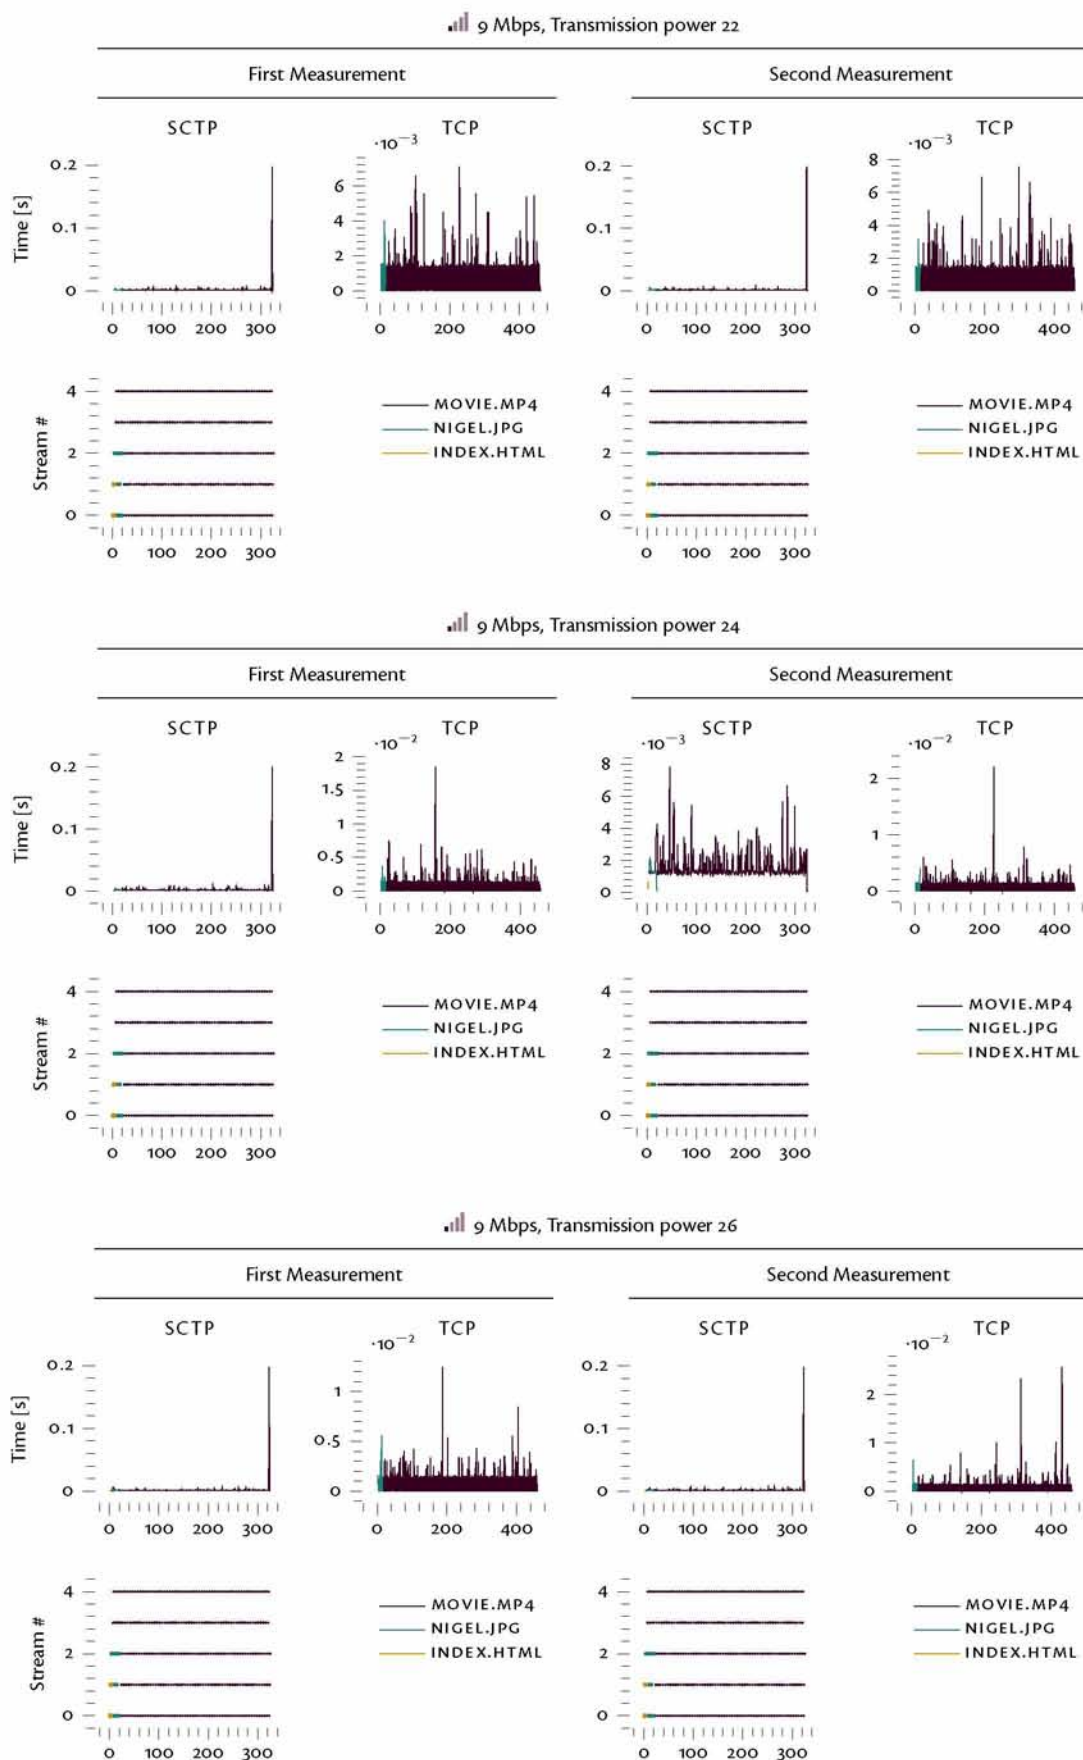 9 Mbps, Transmission power 22
First Measurement
Second Measurement
SCTP
TCP
SCTP
TCP
·10−3
·10−3
Time [s]
0.2
0.1
0
0 100 200 300
6
4
2
0
0 200 400
0.2
0.1
0
0 100 200 300
8
6
4
2
0
0 200 400
Stream #
4
2
0
0 100 200 300
MOVIE.MP4
NIGEL.JPG
INDEX.HTML
4
2
0
0 100 200 300
MOVIE.MP4
NIGEL.JPG
INDEX.HTML
9 Mbps, Transmission power 24
First Measurement
Second Measurement
SCTP
TCP
SCTP
TCP
·10−2
·10−3
·10−2
Time [s]
0.2
0.1
0
0 100 200 300
2
1.5
1
0.5
0
0 200 400
8
6
4
2
0
0 100 200 300
2
1
0
0 200 400
Stream #
4
2
0
0 100 200 300
MOVIE.MP4
NIGEL.JPG
INDEX.HTML
4
2
0
0 100 200 300
MOVIE.MP4
NIGEL.JPG
INDEX.HTML
9 Mbps, Transmission power 26
First Measurement
Second Measurement
SCTP
TCP
SCTP
TCP
·10−2
·10−2
Time [s]
0.2
0.1
0
0 100 200 300
1
0.5
0
0 200 400
0.2
0.1
0
0 100 200 300
2
1
0
0 200 400
Stream #
4
2
0
0 100 200 300
MOVIE.MP4
NIGEL.JPG
INDEX.HTML
4
2
0
0 100 200 300
MOVIE.MP4
NIGEL.JPG
INDEX.HTML